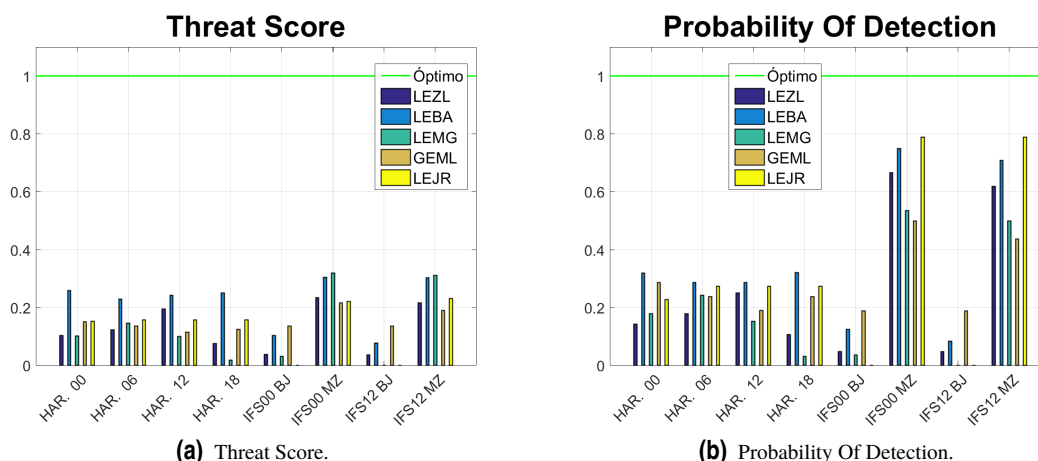 Threat Score
1
0.8
0.6
0.4
0.2
0
Óptimo
LEZL
LEBA
LEMG
GEML
LEJR
HAR. 00
HAR. 06
HAR. 12
HAR. 18
IFS00 BJ
IFS00 MZ
IFS12 BJ
IFS12 MZ
(a) Threat Score.
Probability Of Detection
1
0.8
0.6
0.4
0.2
0
Óptimo
LEZL
LEBA
LEMG
GEML
LEJR
HAR. 00
HAR. 06
HAR. 12
HAR. 18
IFS00 BJ
IFS00 MZ
IFS12 BJ
IFS12 MZ
(b) Probability Of Detection.